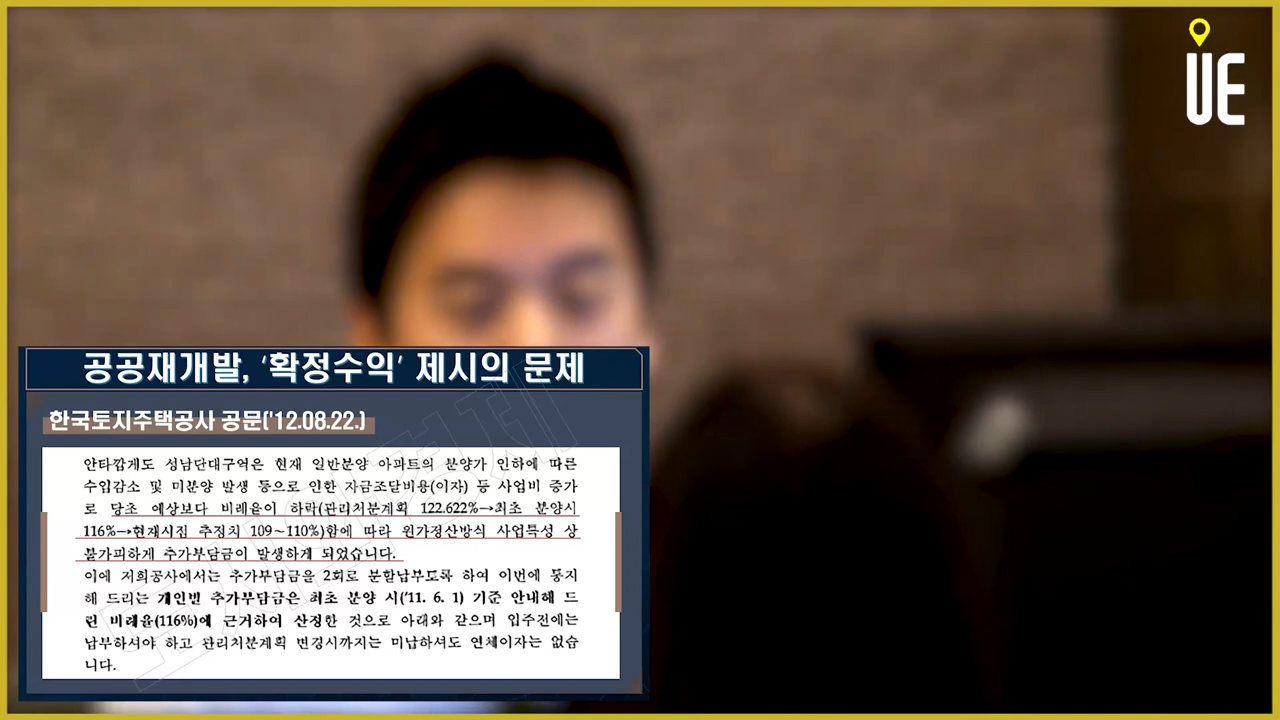 UE
공공재개발, '확정수익' 제시의 문제
한국토지주택공사 공문('12.08.22.)
안타깝게도 성남단대구역은 현재 일반분양 아파트의 분양가 인하에 따른
수입감소 및 미분양 발생 등으로 인한 자금조달비용(이자) 등 사업비 증가
로 당초 예상보다 비례율이 하락(관리처분계획 122.622%→최초 분양시
116%→현재시점 추정치 109~110%)함에 따라 원가정산방식 사업특성 상
불가피하게 추가부담금이 발생하게 되었습니다.
이에 저희공사에서는 추가부담금을 2회로 분할납부토록 하여 이번에 통지
해 드리는 개인별 추가부담금은 최초 분양 시('11. 6. 1) 기준 안내해 드
린 비례율(116%)에 근거하여 산정한 것으로 아래와 같으며 입주전에는
납부하셔야 하고 관리처분계획 변경시까지는 미납하셔도 연체이자는 없습
니다.
도시와경제